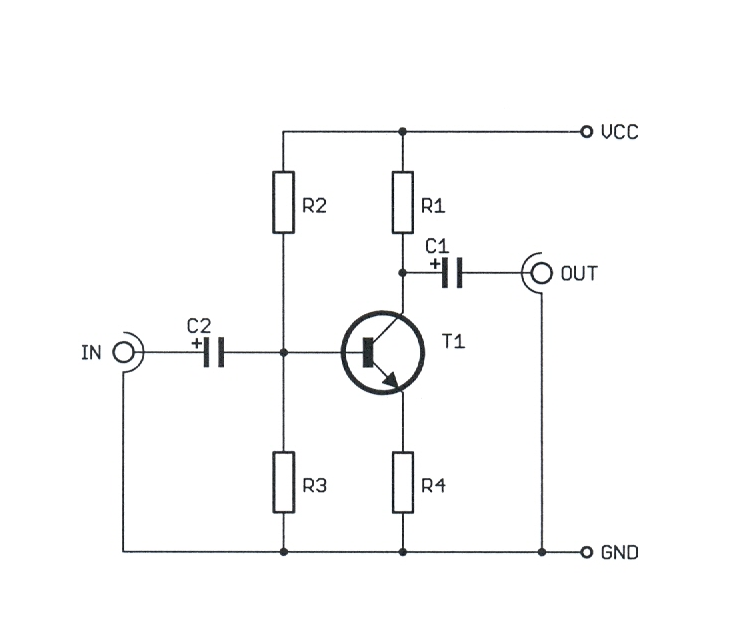 VCC
R2
R1
C1
+
OUT
C2
+
IN
T1
R3
R4
GND